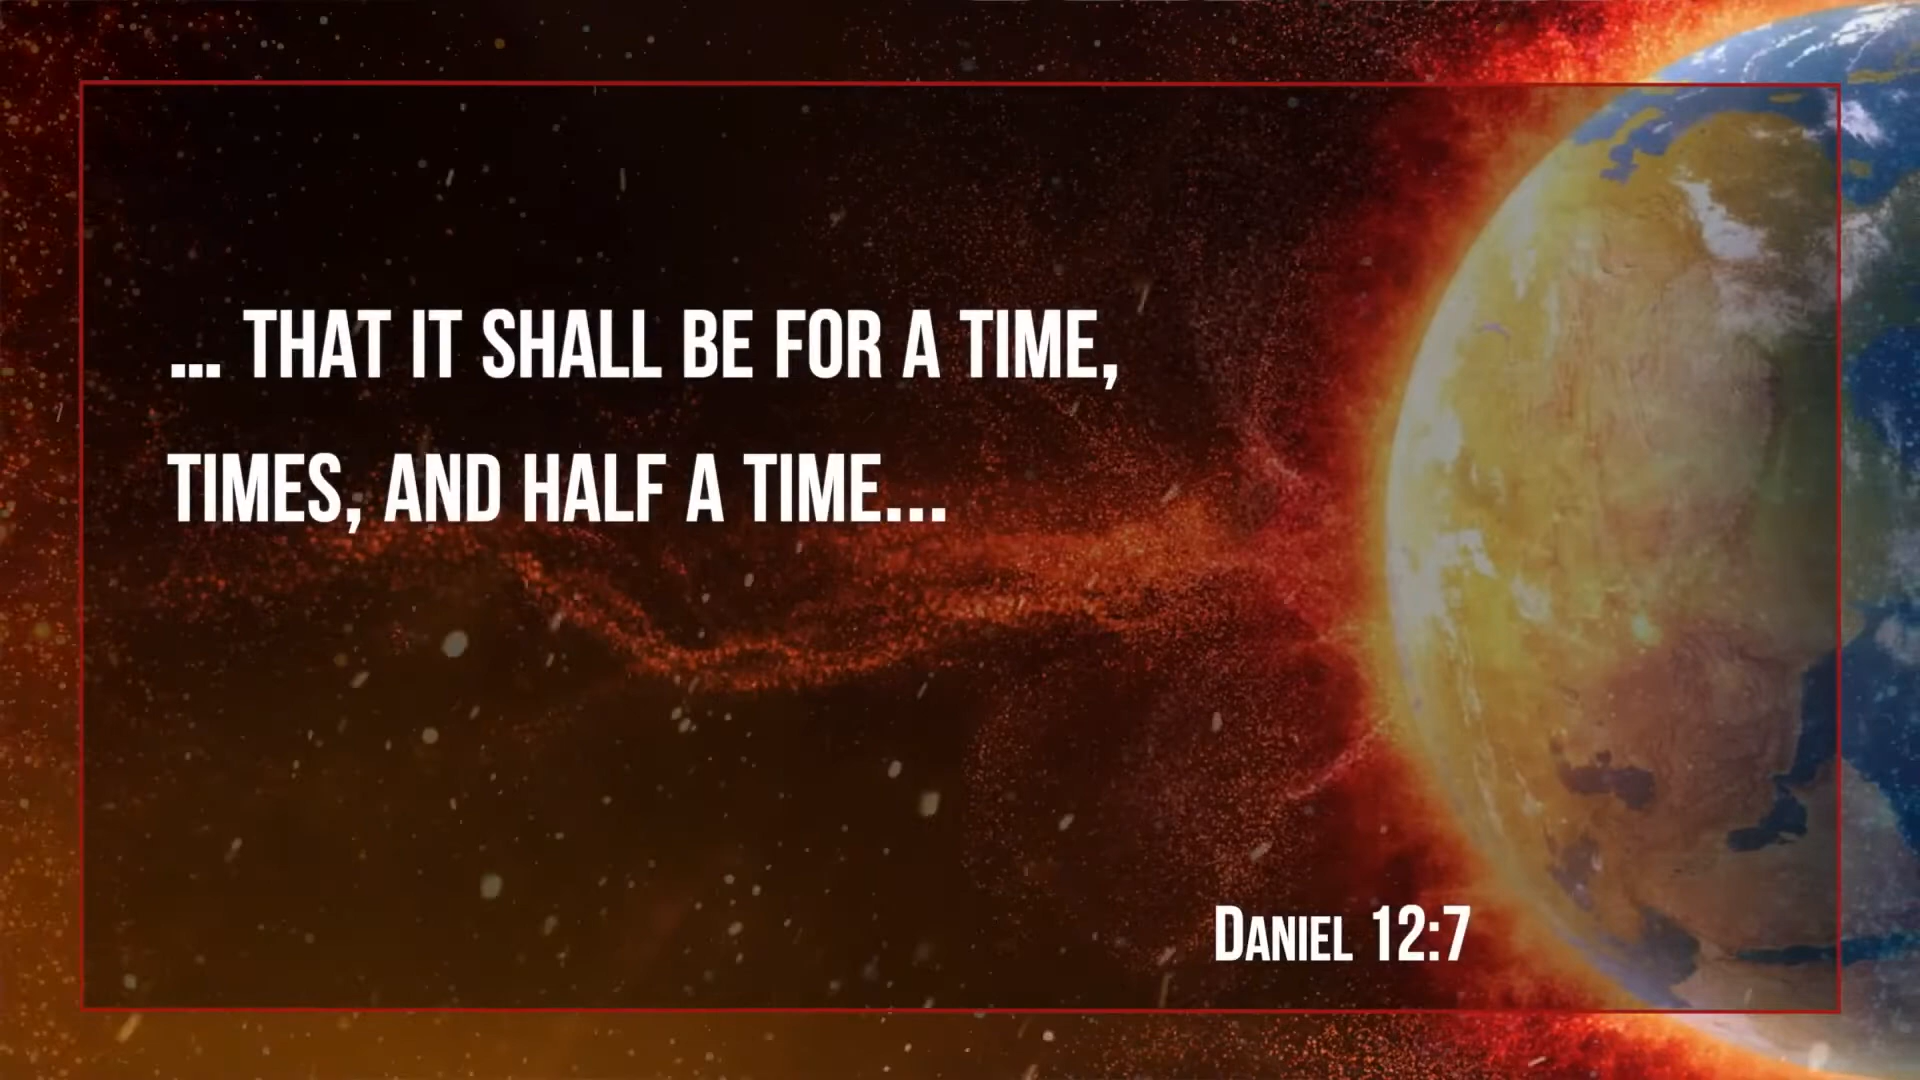 ... THAT IT SHALL BE FOR A TIME,
TIMES, AND HALF A TIME...
DANIEL 12:7